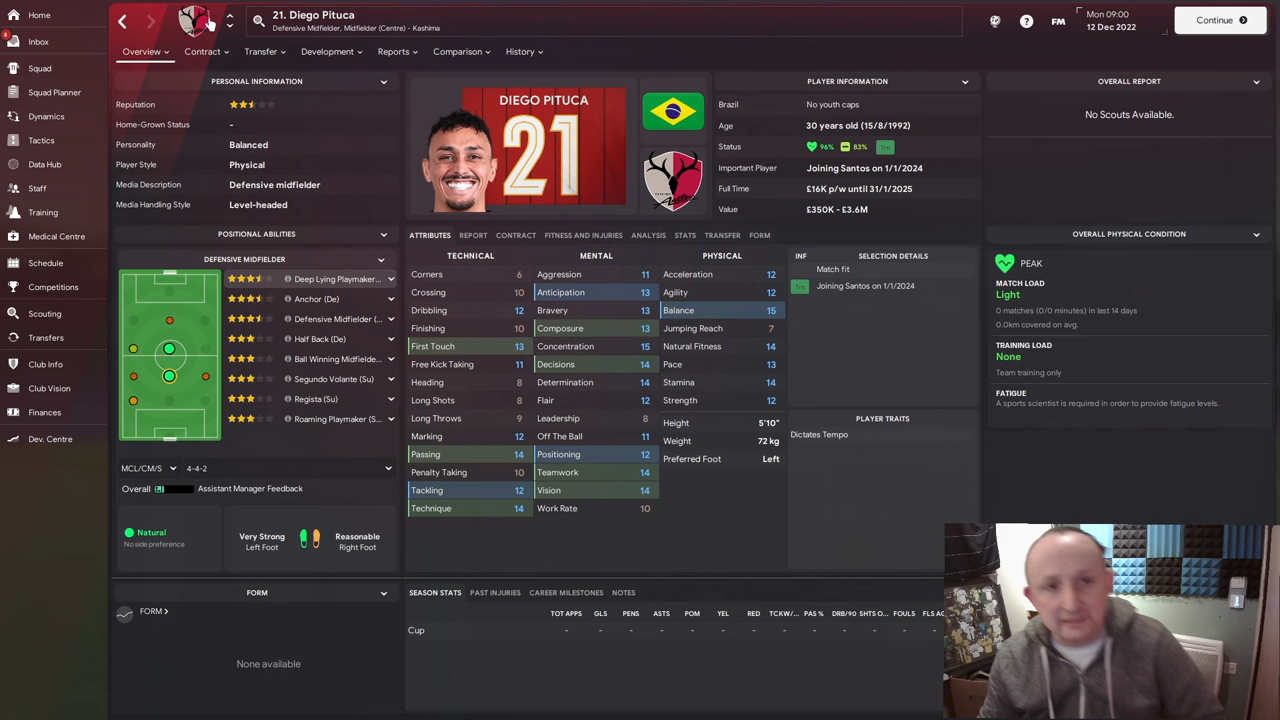 Home
21. Diego Pituca
Defensive Midfielder, Midfielder (Centre) - Kashima
FM
Mon 09:00
12 Dec 2022
Continue
6
Inbox
Squad
Squad Planner
Dynamics
Tactics
Data Hub
Staff
Training
Medical Centre
Schedule
Competitions
Scouting
Transfers
Club Info
Club Vision
Finances
Dev. Centre
Overview Contract Transfer Development Reports Comparison History
PERSONAL INFORMATION
Reputation
Home-Grown Status -
Personality Balanced
Player Style Physical
Media Description Defensive midfielder
Media Handling Style Level-headed
DIEGO PITUCA
21
PLAYER INFORMATION
Brazil No youth caps
Age 30 years old (15/8/1992)
Status 96% 83% Trn
Important Player Joining Santos on 1/1/2024
Full Time £16K p/w until 31/1/2025
Value £350K - £3.6M
OVERALL REPORT
No Scouts Available.
POSITIONAL ABILITIES
DEFENSIVE MIDFIELDER
Deep Lying Playmaker...
Anchor (De)
Defensive Midfielder (...
Half Back (De)
Ball Winning Midfielde...
Segundo Volante (Su)
Regista (Su)
Roaming Playmaker (S...
MCL/CM/S 4-4-2
Overall Assistant Manager Feedback
Natural
No side preference
Very Strong
Left Foot
Reasonable
Right Foot
ATTRIBUTES REPORT CONTRACT FITNESS AND INJURIES ANALYSIS STATS TRANSFER FORM
TECHNICAL
Corners 6
Crossing 10
Dribbling 12
Finishing 10
First Touch 13
Free Kick Taking 11
Heading 8
Long Shots 8
Long Throws 9
Marking 12
Passing 14
Penalty Taking 10
Tackling 12
Technique 14
MENTAL
Aggression 11
Anticipation 13
Bravery 13
Composure 13
Concentration 15
Decisions 14
Determination 14
Flair 12
Leadership 8
Off The Ball 11
Positioning 12
Teamwork 14
Vision 14
Work Rate 10
PHYSICAL
Acceleration 12
Agility 12
Balance 15
Jumping Reach 7
Natural Fitness 14
Pace 13
Stamina 14
Strength 12
Height 5'10"
Weight 72 kg
Preferred Foot Left
INF SELECTION DETAILS
Match fit
Trn Joining Santos on 1/1/2024
PLAYER TRAITS
Dictates Tempo
OVERALL PHYSICAL CONDITION
PEAK
MATCH LOAD
Light
0 matches (0/0 minutes) in last 14 days
0.0km covered on avg.
TRAINING LOAD
None
Team training only
FATIGUE
A sports scientist is required in order to provide fatigue levels.
FORM
FORM
None available
SEASON STATS PAST INJURIES CAREER MILESTONES NOTES
TOT APPS GLS PENS ASTS POM YEL RED TCKW/... PAS % DRB/90 SHTS O... FOULS FLS AG
Cup - - - - - - - - - - - - -